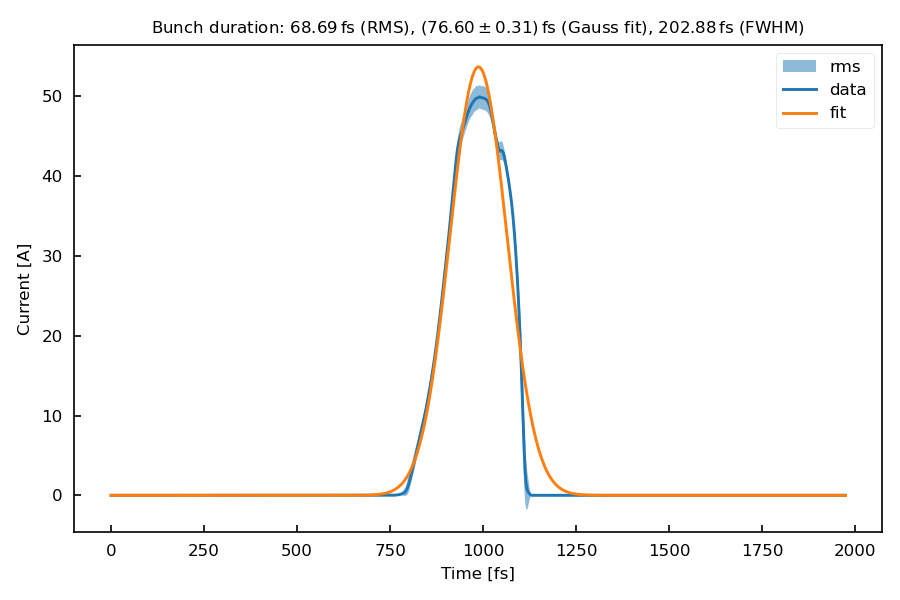 Bunch duration: 68.69 fs (RMS), (76.60 ± 0.31) fs (Gauss fit), 202.88 fs (FWHM)
rms
data
fit
50
40
30
20
10
0
Current [A]
0 250 500 750 1000 1250 1500 1750 2000
Time [fs]